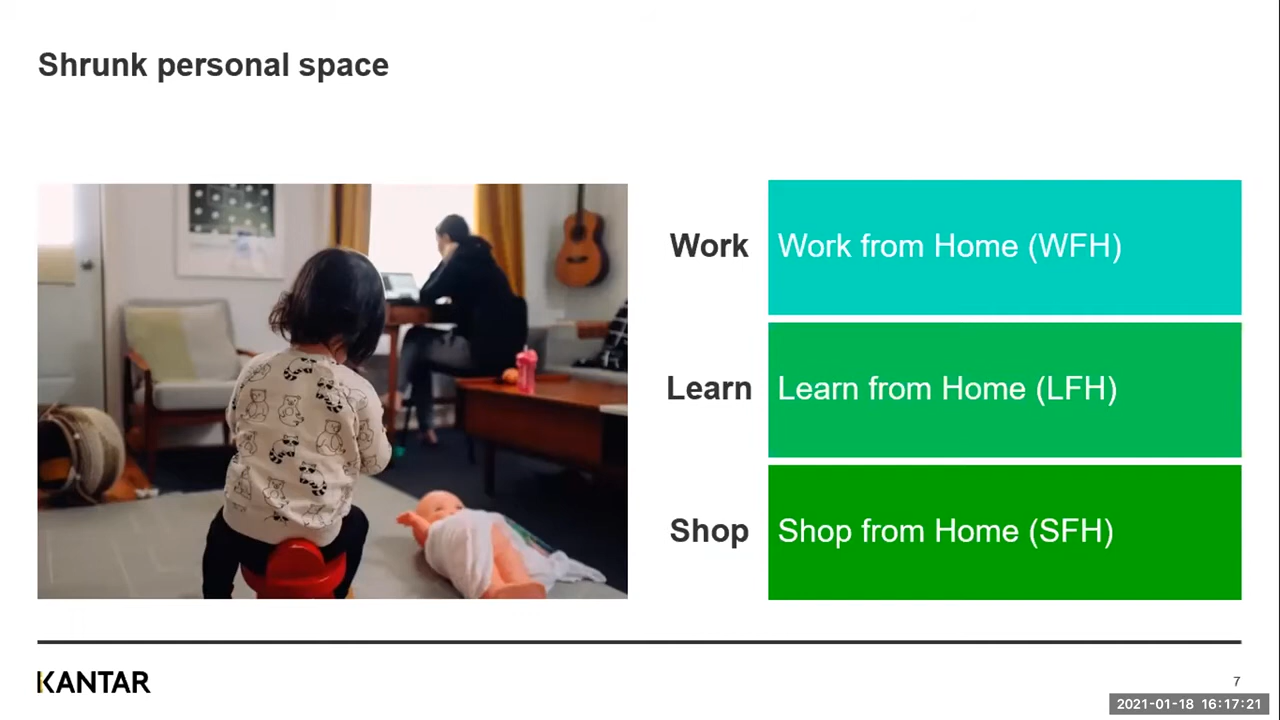 Shrunk personal space
Work
Work from Home (WFH)
Learn
Learn from Home (LFH)
Shop
Shop from Home (SFH)
KANTAR
7
2021-01-18 16:17:21